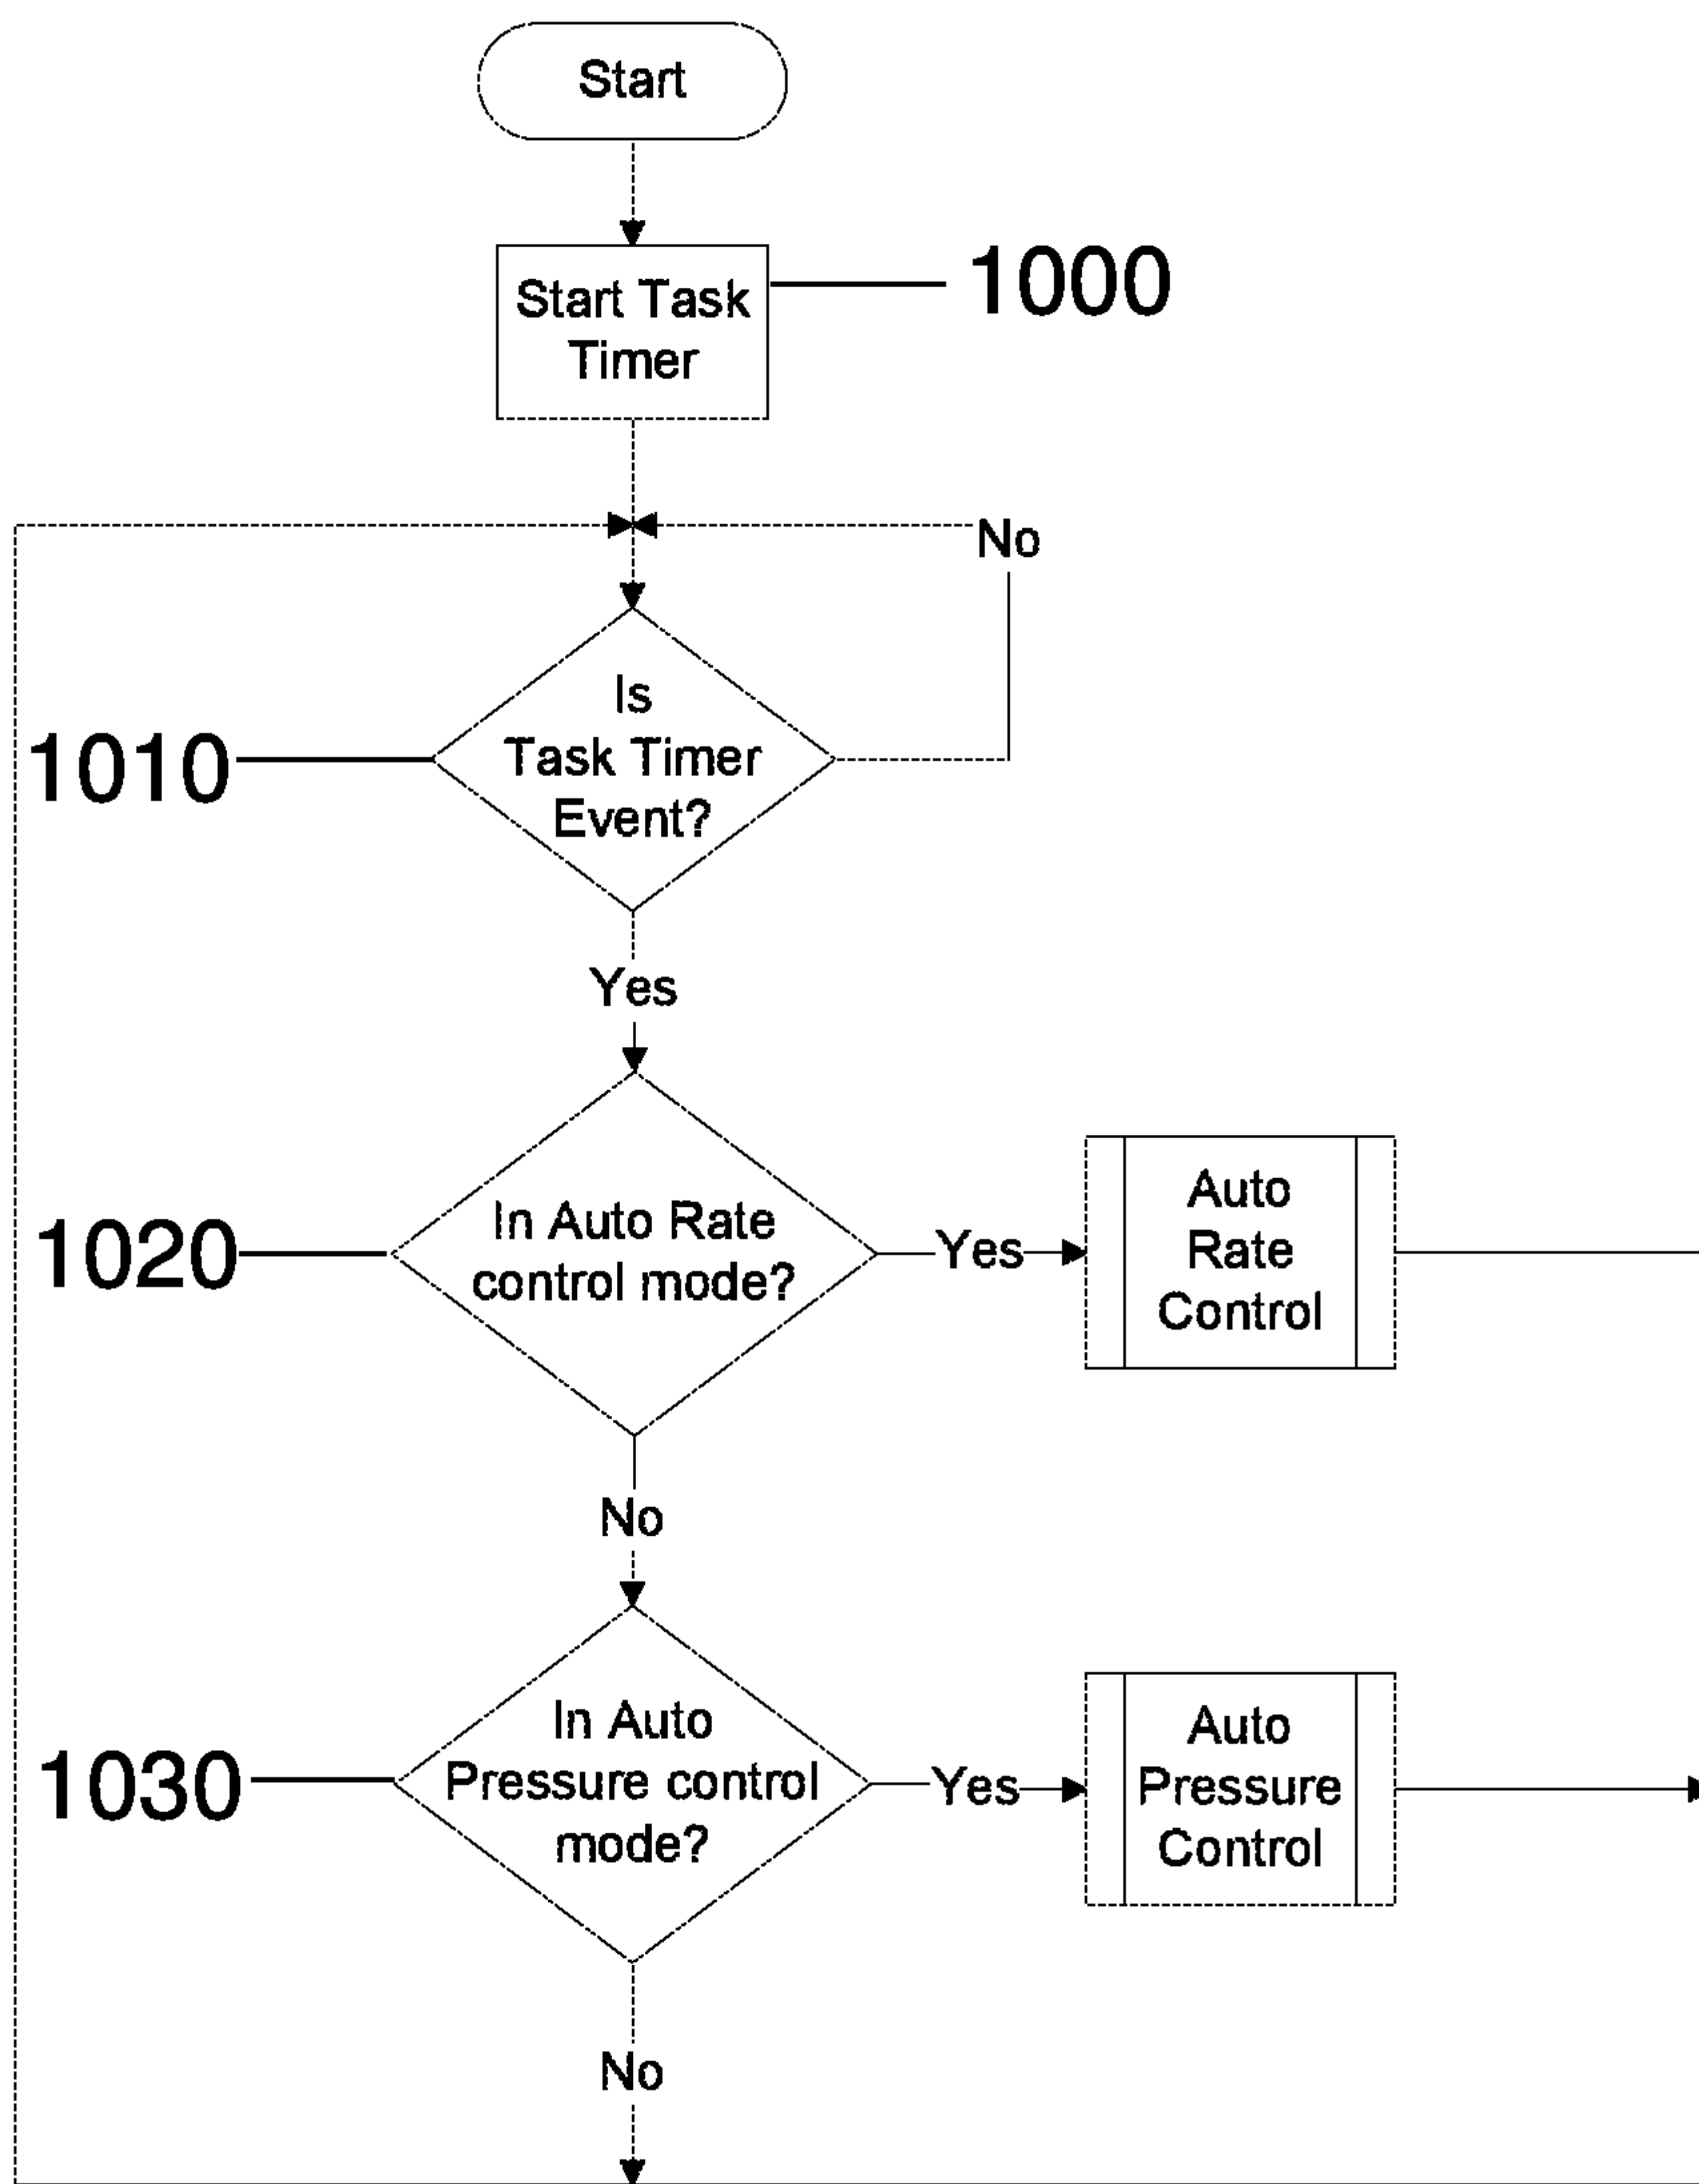 Start
Start Task
Timer
1000
No
Is
Task Timer
Event?
1010
Yes
In Auto Rate
control mode?
1020
Yes
Auto
Rate
Control
No
In Auto
Pressure control
mode?
1030
Yes
Auto
Pressure
Control
No